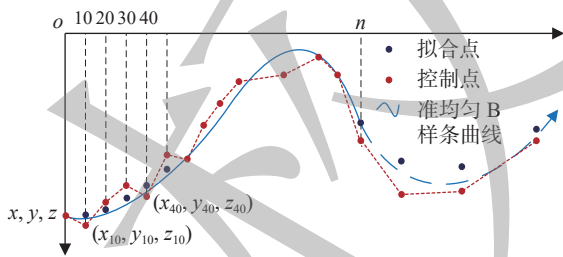 o 10 20 30 40 n
拟合点
控制点
准均匀 B
样条曲线
x, y, z
(x₄₀, y₄₀, z₄₀)
(x₁₀, y₁₀, z₁₀)